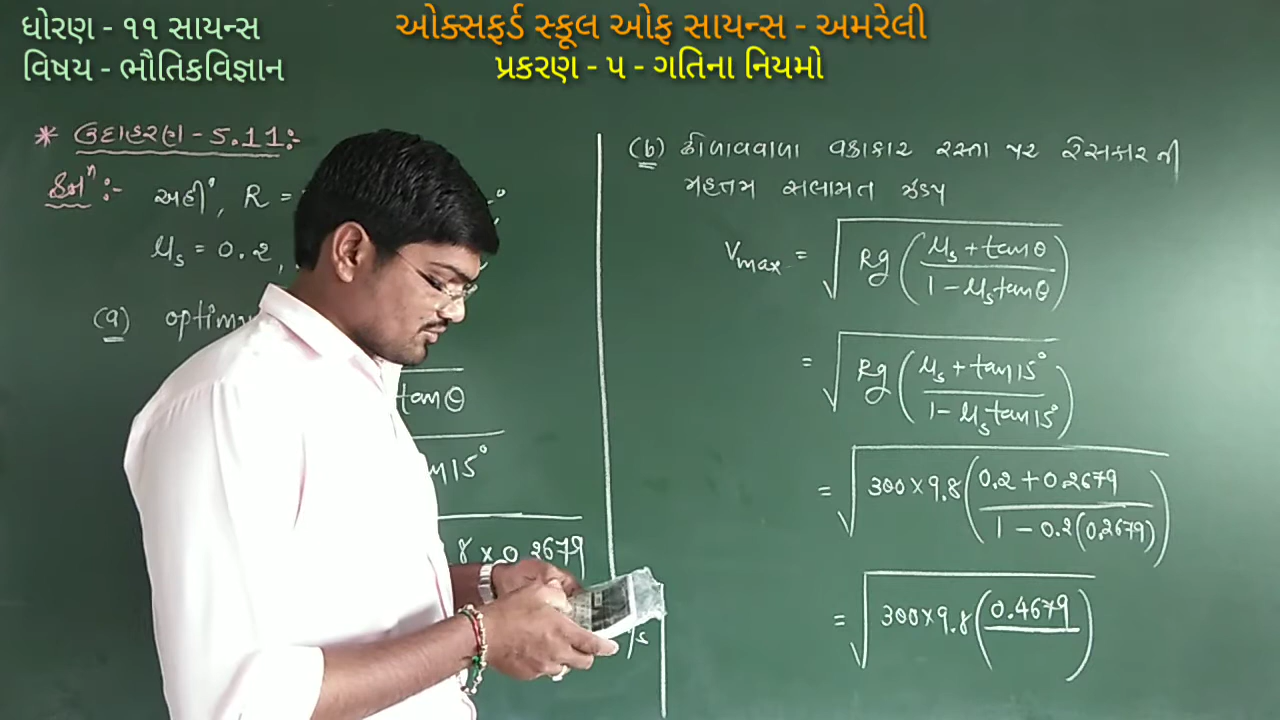 ધોરણ - ૧૧ સાયન્સ
ઓક્સફર્ડ સ્કૂલ ઓફ સાયન્સ - અમરેલી
વિષય - ભૌતિકવિજ્ઞાન
પ્રકરણ - ૫ - ગતિના નિયમો
* ઉદાહરણ - 5.11:-
અહીં, R =
μs = 0.2,
(a) optimu
tanθ
15°
8 × 0.2679
(b) ઢોળાવવાળા વક્રાકાર રસ્તા પર રેસકારની
મહત્તમ સલામત ઝડપ
Vmax = √(Rg((μs + tanθ)/(1 - μs tanθ)))
= √(Rg((μs + tan15°)/(1 - μs tan15°)))
= √(300 × 9.8((0.2 + 0.2679)/(1 - 0.2(0.2679))))
= √(300 × 9.8(0.4679/ ))